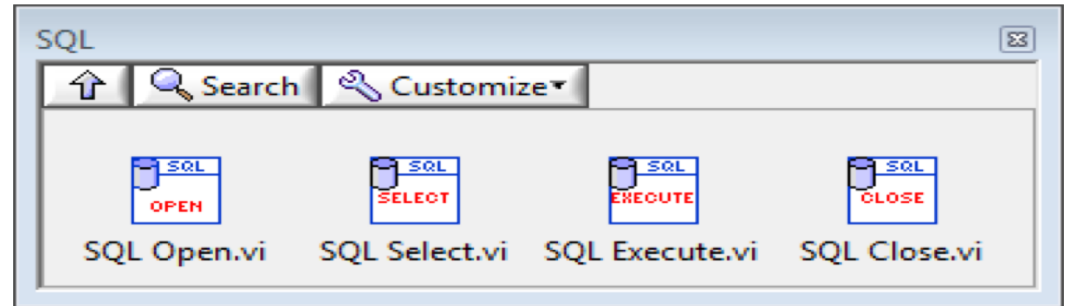 SQL
Search Customize
SQL SQL SQL SQL
OPEN SELECT EXECUTE CLOSE
SQL Open.vi SQL Select.vi SQL Execute.vi SQL Close.vi